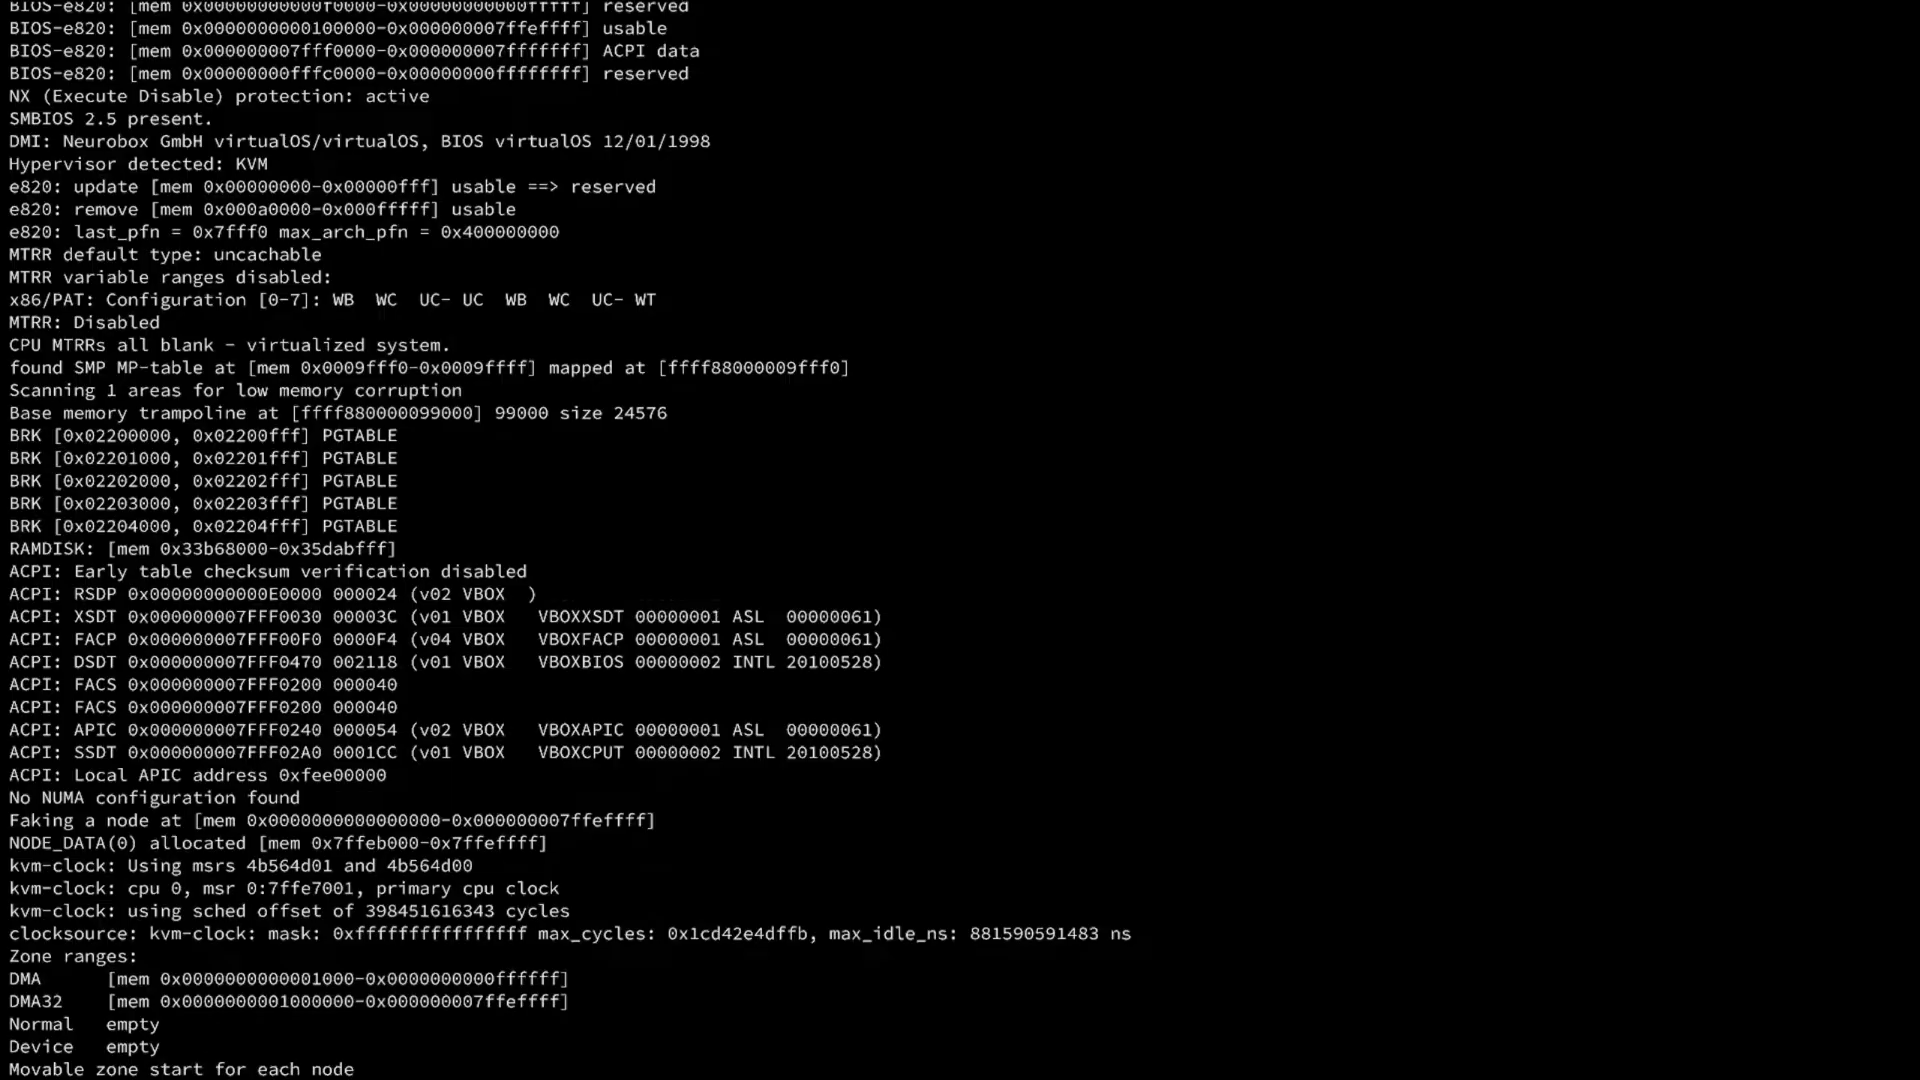 BIOS-e820: [mem 0x00000000000f0000-0x00000000000fffff] reserved
BIOS-e820: [mem 0x0000000000100000-0x000000007ffeffff] usable
BIOS-e820: [mem 0x000000007fff0000-0x000000007fffffff] ACPI data
BIOS-e820: [mem 0x00000000fffc0000-0x00000000ffffffff] reserved
NX (Execute Disable) protection: active
SMBIOS 2.5 present.
DMI: Neurobox GmbH virtualOS/virtualOS, BIOS virtualOS 12/01/1998
Hypervisor detected: KVM
e820: update [mem 0x00000000-0x00000fff] usable ==> reserved
e820: remove [mem 0x000a0000-0x000fffff] usable
e820: last_pfn = 0x7fff0 max_arch_pfn = 0x400000000
MTRR default type: uncachable
MTRR variable ranges disabled:
x86/PAT: Configuration [0-7]: WB  WC  UC- UC  WB  WC  UC- WT
MTRR: Disabled
CPU MTRRs all blank - virtualized system.
found SMP MP-table at [mem 0x0009fff0-0x0009ffff] mapped at [ffff88000009fff0]
Scanning 1 areas for low memory corruption
Base memory trampoline at [ffff880000099000] 99000 size 24576
BRK [0x02200000, 0x02200fff] PGTABLE
BRK [0x02201000, 0x02201fff] PGTABLE
BRK [0x02202000, 0x02202fff] PGTABLE
BRK [0x02203000, 0x02203fff] PGTABLE
BRK [0x02204000, 0x02204fff] PGTABLE
RAMDISK: [mem 0x33b68000-0x35dabfff]
ACPI: Early table checksum verification disabled
ACPI: RSDP 0x00000000000E0000 000024 (v02 VBOX  )
ACPI: XSDT 0x000000007FFF0030 00003C (v01 VBOX   VBOXXSDT 00000001 ASL  00000061)
ACPI: FACP 0x000000007FFF00F0 0000F4 (v04 VBOX   VBOXFACP 00000001 ASL  00000061)
ACPI: DSDT 0x000000007FFF0470 002118 (v01 VBOX   VBOXBIOS 00000002 INTL 20100528)
ACPI: FACS 0x000000007FFF0200 000040
ACPI: FACS 0x000000007FFF0200 000040
ACPI: APIC 0x000000007FFF0240 000054 (v02 VBOX   VBOXAPIC 00000001 ASL  00000061)
ACPI: SSDT 0x000000007FFF02A0 0001CC (v01 VBOX   VBOXCPUT 00000002 INTL 20100528)
ACPI: Local APIC address 0xfee00000
No NUMA configuration found
Faking a node at [mem 0x0000000000000000-0x000000007ffeffff]
NODE_DATA(0) allocated [mem 0x7ffeb000-0x7ffeffff]
kvm-clock: Using msrs 4b564d01 and 4b564d00
kvm-clock: cpu 0, msr 0:7ffe7001, primary cpu clock
kvm-clock: using sched offset of 398451616343 cycles
clocksource: kvm-clock: mask: 0xffffffffffffffff max_cycles: 0x1cd42e4dffb, max_idle_ns: 881590591483 ns
Zone ranges:
DMA      [mem 0x0000000000001000-0x0000000000ffffff]
DMA32    [mem 0x0000000001000000-0x000000007ffeffff]
Normal   empty
Device   empty
Movable zone start for each node